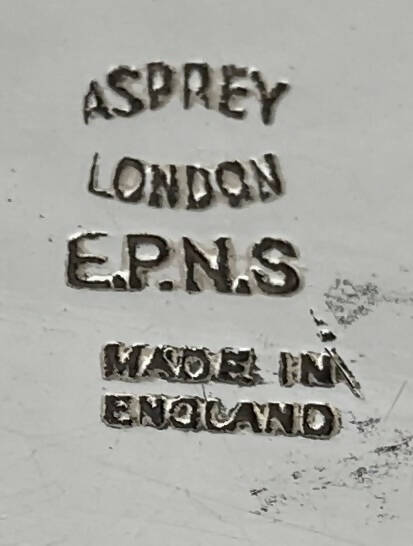 ASPREY
LONDON
E.P.N.S
MADE IN
ENGLAND